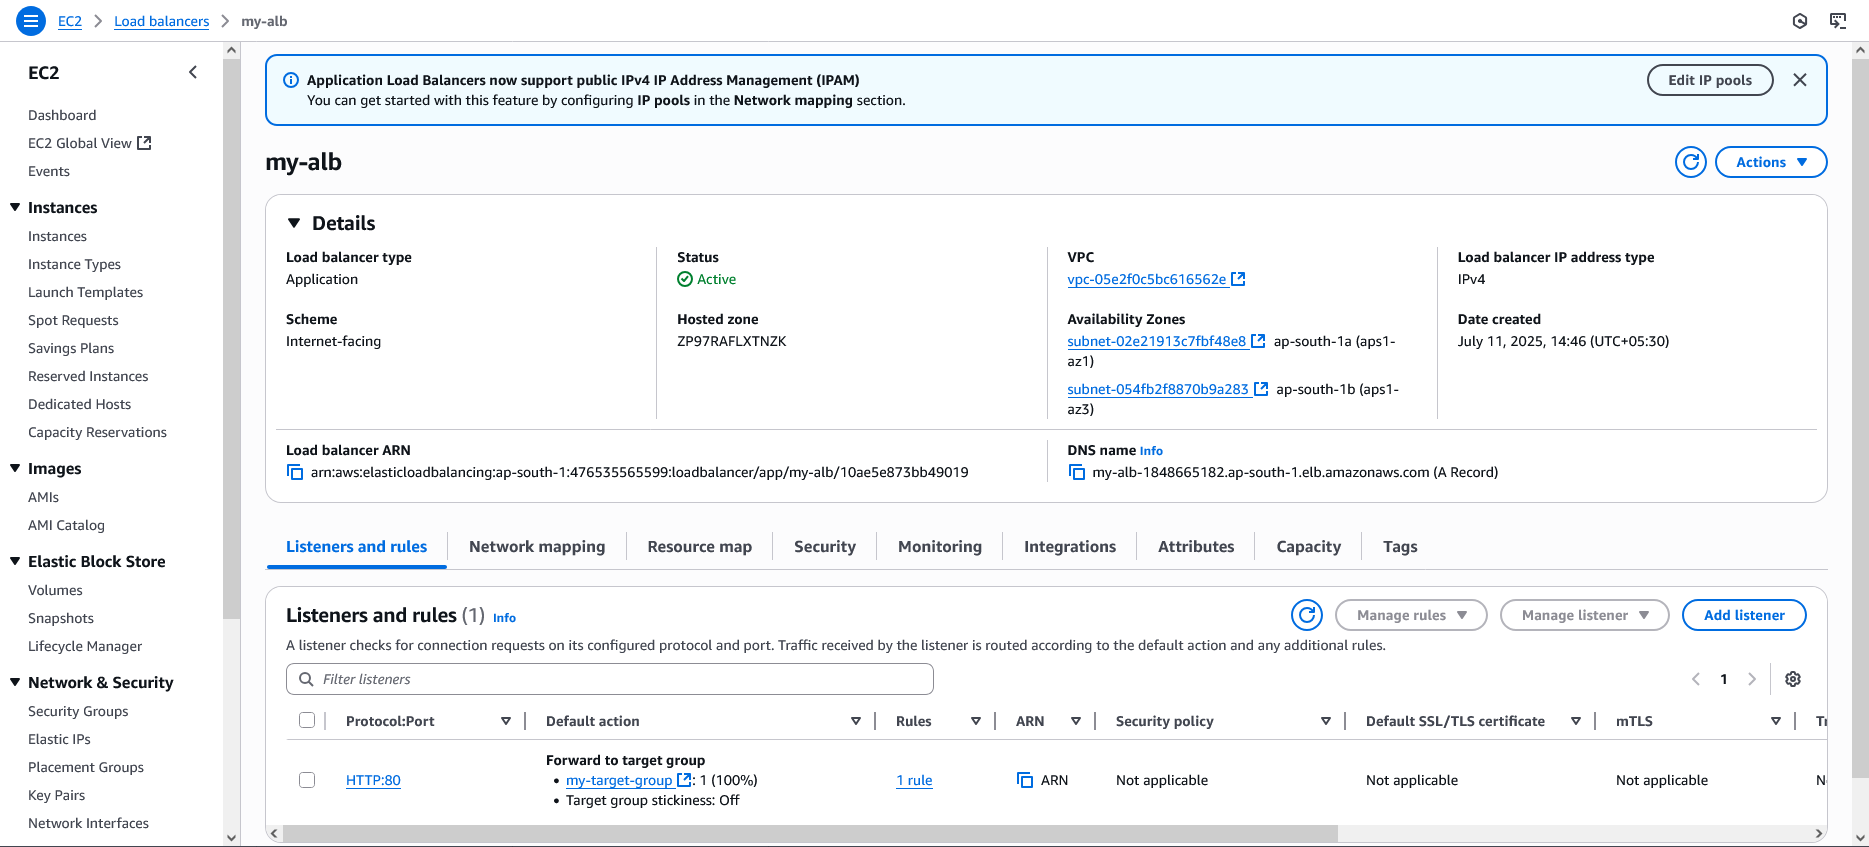 EC2 > Load balancers > my-alb
EC2
Dashboard
EC2 Global View
Events
Instances
Instances
Instance Types
Launch Templates
Spot Requests
Savings Plans
Reserved Instances
Dedicated Hosts
Capacity Reservations
Images
AMIs
AMI Catalog
Elastic Block Store
Volumes
Snapshots
Lifecycle Manager
Network & Security
Security Groups
Elastic IPs
Placement Groups
Key Pairs
Network Interfaces
Application Load Balancers now support public IPv4 IP Address Management (IPAM)
You can get started with this feature by configuring IP pools in the Network mapping section.
Edit IP pools
my-alb
Actions
Details
Load balancer type
Application
Status
Active
VPC
vpc-05e2f0c5bc616562e
Load balancer IP address type
IPv4
Scheme
Internet-facing
Hosted zone
ZP97RAFLXTNZK
Availability Zones
subnet-02e21913c7fbf48e8 ap-south-1a (aps1-
az1)
subnet-054fb2f8870b9a283 ap-south-1b (aps1-
az3)
Date created
July 11, 2025, 14:46 (UTC+05:30)
Load balancer ARN
arn:aws:elasticloadbalancing:ap-south-1:476535565599:loadbalancer/app/my-alb/10ae5e873bb49019
DNS name Info
my-alb-1848665182.ap-south-1.elb.amazonaws.com (A Record)
Listeners and rules Network mapping Resource map Security Monitoring Integrations Attributes Capacity Tags
Listeners and rules (1) Info
Manage rules Manage listener Add listener
A listener checks for connection requests on its configured protocol and port. Traffic received by the listener is routed according to the default action and any additional rules.
Filter listeners
1
Protocol:Port Default action Rules ARN Security policy Default SSL/TLS certificate mTLS
HTTP:80
Forward to target group
• my-target-group : 1 (100%)
• Target group stickiness: Off
1 rule
ARN
Not applicable
Not applicable
Not applicable